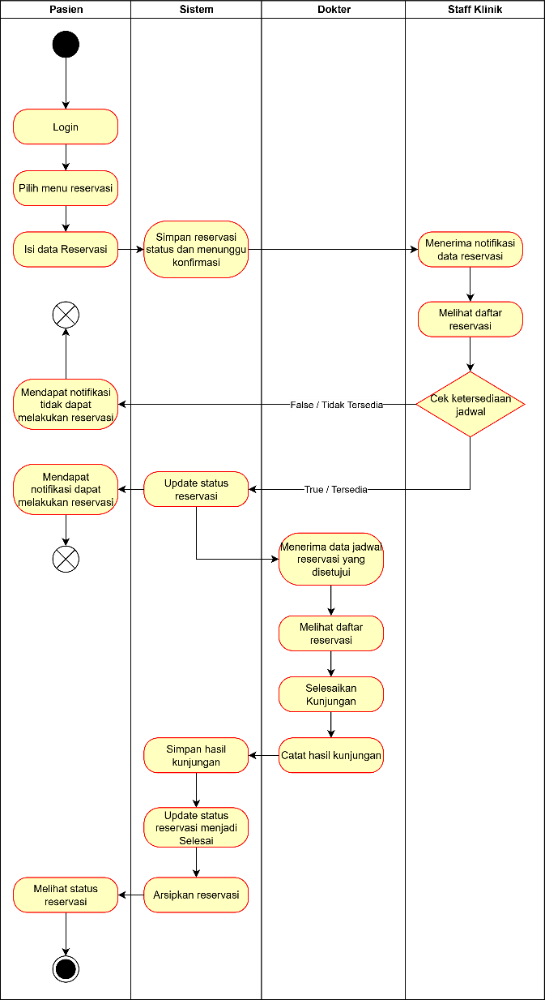 Pasien
Sistem
Dokter
Staff Klinik
Login
Pilih menu reservasi
Isi data Reservasi
Simpan reservasi
status dan menunggu
konfirmasi
Menerima notifikasi
data reservasi
Melihat daftar
reservasi
Cek ketersediaan
jadwal
False / Tidak Tersedia
Mendapat notifikasi
tidak dapat
melakukan reservasi
True / Tersedia
Update status
reservasi
Mendapat
notifikasi dapat
melakukan reservasi
Menerima data jadwal
reservasi yang
disetujui
Melihat daftar
reservasi
Selesaikan
Kunjungan
Catat hasil kunjungan
Simpan hasil
kunjungan
Update status
reservasi menjadi
Selesai
Arsipkan reservasi
Melihat status
reservasi